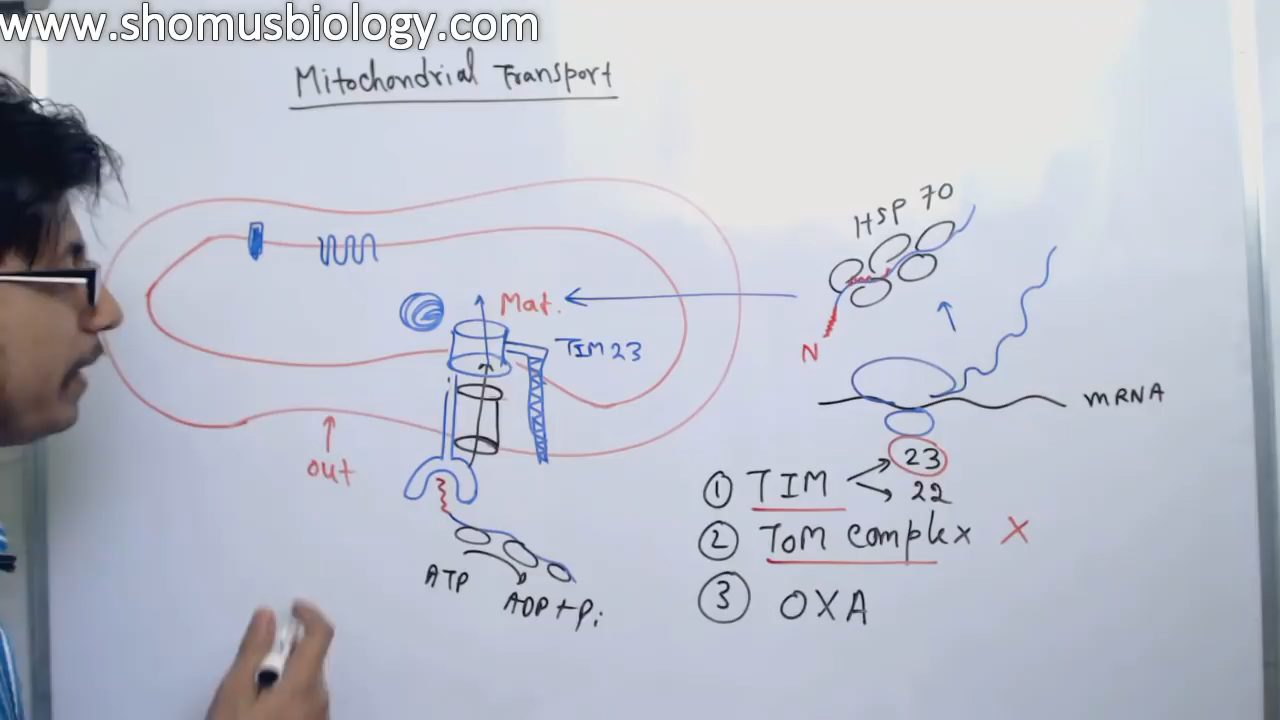 www.shomusbiology.com
Mitochondrial Transport
HSP 70
Mat.
TIM 23
N
mRNA
out
① TIM 23
22
② TOM complex X
③ OXA
ATP
ADP + Pi